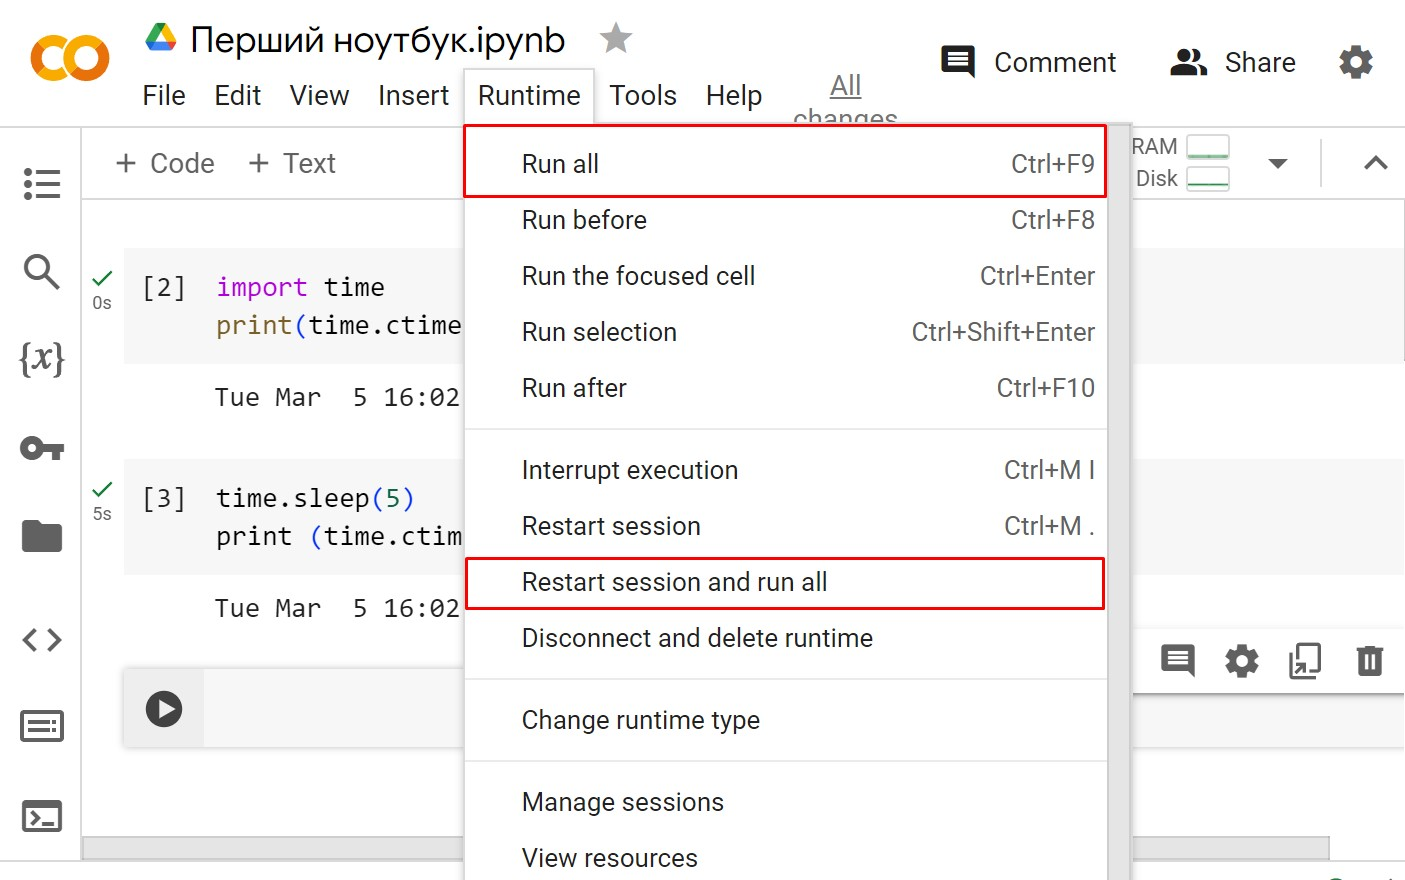 Перший ноутбук.ipynb
Comment
Share
File Edit View Insert Runtime Tools Help
All changes
+ Code + Text
RAM
Disk
Run all Ctrl+F9
Run before Ctrl+F8
Run the focused cell Ctrl+Enter
Run selection Ctrl+Shift+Enter
Run after Ctrl+F10
Interrupt execution Ctrl+M I
Restart session Ctrl+M .
Restart session and run all
Disconnect and delete runtime
Change runtime type
Manage sessions
View resources
{x}
0s
[2] import time
print(time.ctime
Tue Mar  5 16:02
5s
[3] time.sleep(5)
print (time.ctim
Tue Mar  5 16:02